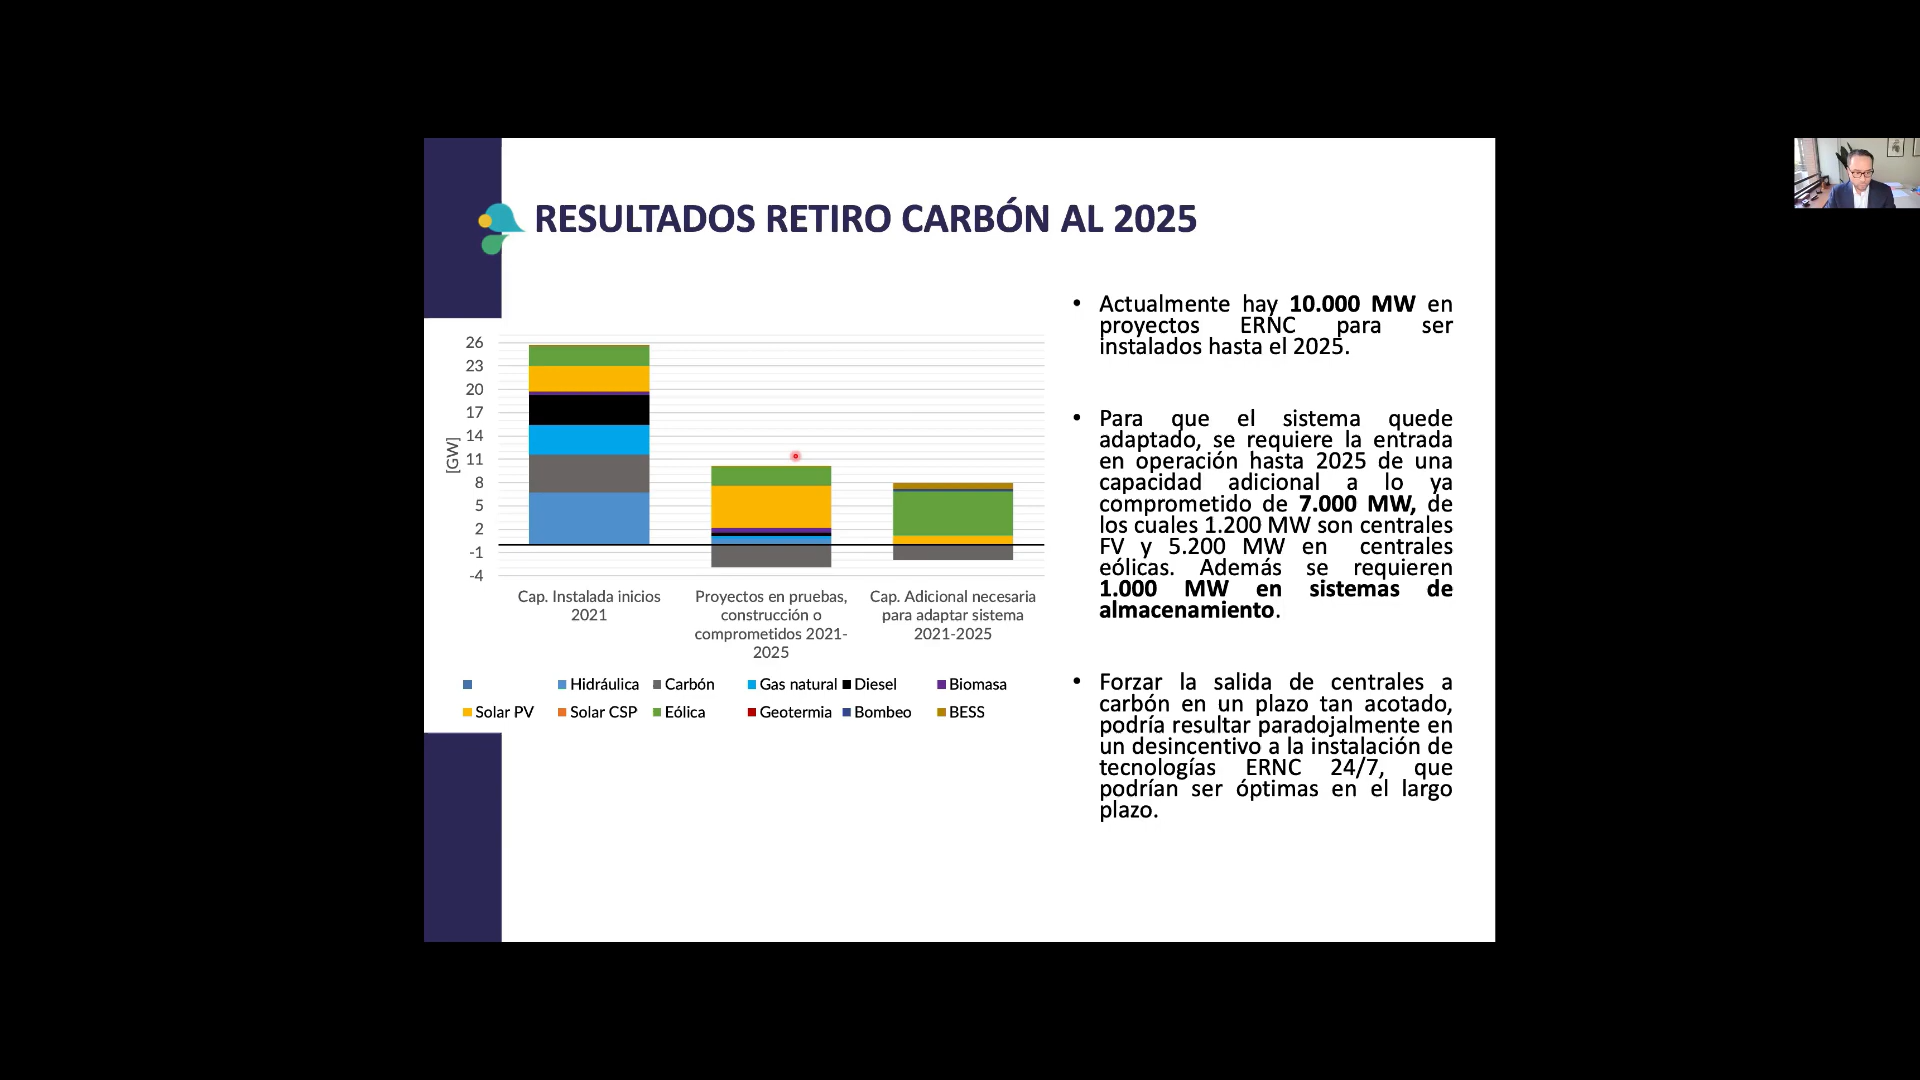 RESULTADOS RETIRO CARBÓN AL 2025
26
23
20
17
14
11
8
5
2
-1
-4
[GW]
Cap. Instalada inicios
2021
Proyectos en pruebas,
construcción o
comprometidos 2021-
2025
Cap. Adicional necesaria
para adaptar sistema
2021-2025
Hidráulica Carbón Gas natural Diesel Biomasa
Solar PV Solar CSP Eólica Geotermia Bombeo BESS
• Actualmente hay 10.000 MW en
proyectos ERNC para ser
instalados hasta el 2025.
• Para que el sistema quede
adaptado, se requiere la entrada
en operación hasta 2025 de una
capacidad adicional a lo ya
comprometido de 7.000 MW, de
los cuales 1.200 MW son centrales
FV y 5.200 MW en centrales
eólicas. Además se requieren
1.000 MW en sistemas de
almacenamiento.
• Forzar la salida de centrales a
carbón en un plazo tan acotado,
podría resultar paradojalmente en
un desincentivo a la instalación de
tecnologías ERNC 24/7, que
podrían ser óptimas en el largo
plazo.